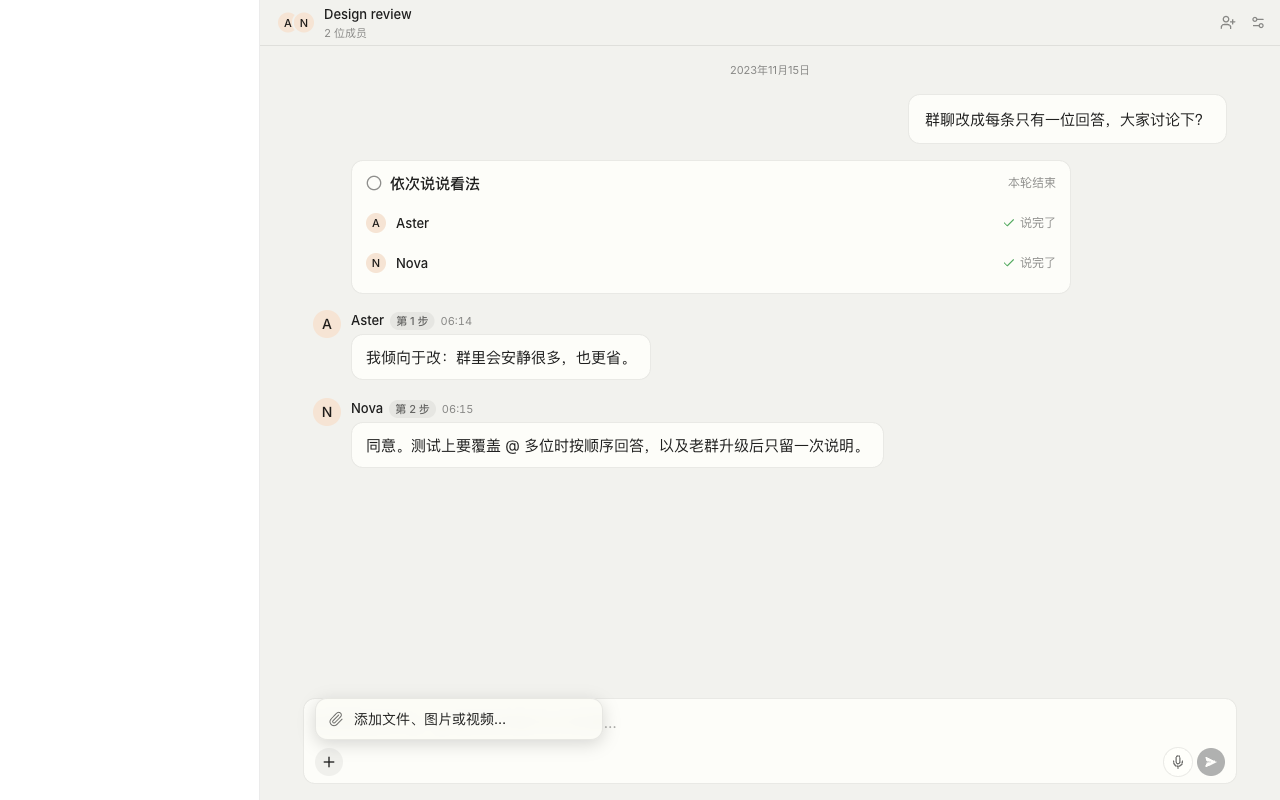 A N
Design review
2 位成员
2023年11月15日
群聊改成每条只有一位回答，大家讨论下？
依次说说看法
本轮结束
A Aster
说完了
N Nova
说完了
A
Aster 第 1 步 06:14
我倾向于改：群里会安静很多，也更省。
N
Nova 第 2 步 06:15
同意。测试上要覆盖 @ 多位时按顺序回答，以及老群升级后只留一次说明。
添加文件、图片或视频...
...